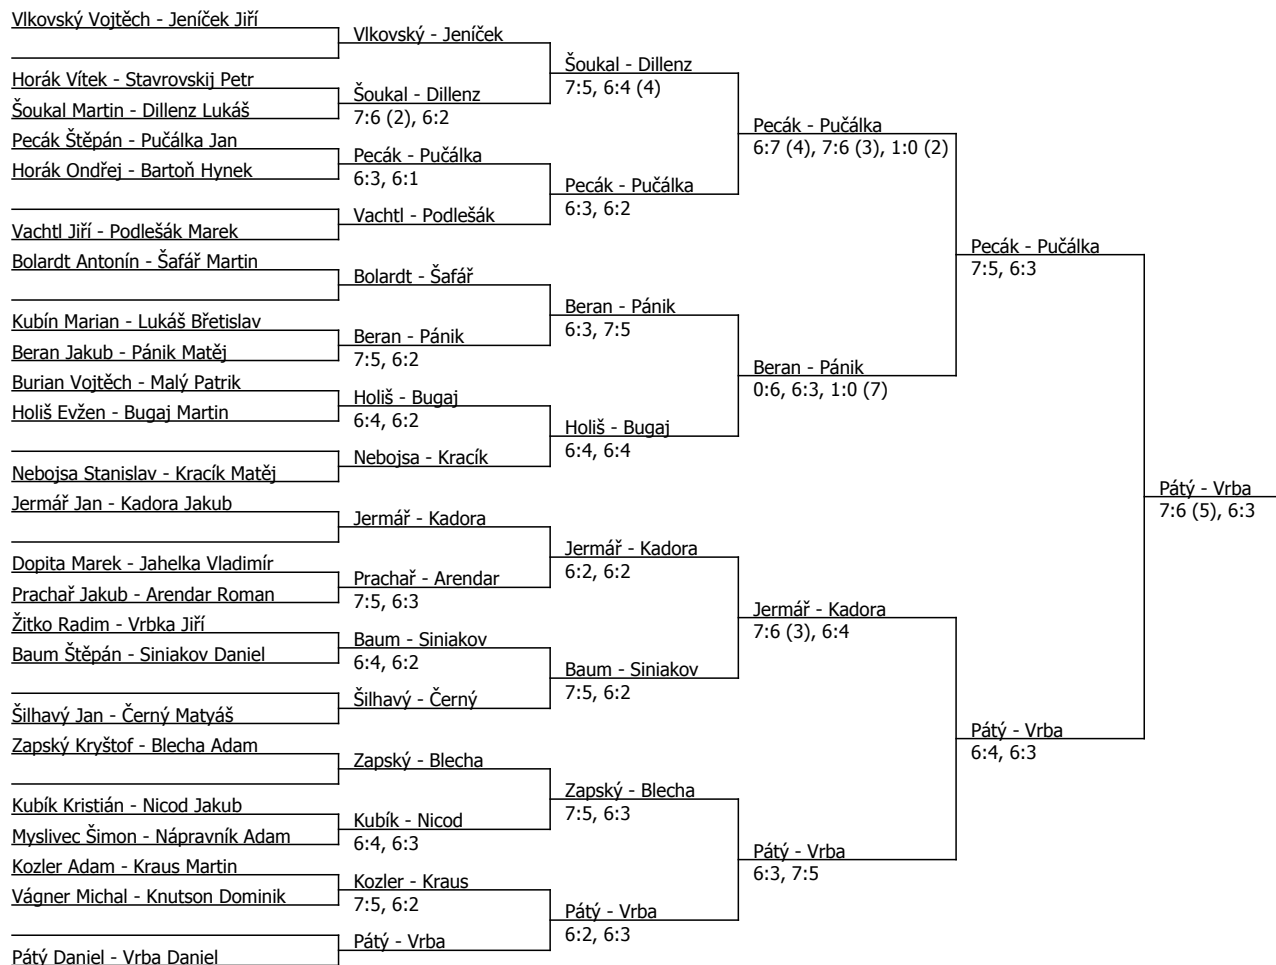 Vlkovský Vojtěch - Jeníček Jiří
Horák Vítek - Stavrovskij Petr
Šoukal Martin - Dillenz Lukáš
Pecák Štěpán - Pučálka Jan
Horák Ondřej - Bartoň Hynek
Vachtl Jiří - Podlešák Marek
Bolardt Antonín - Šafář Martin
Kubín Marian - Lukáš Břetislav
Beran Jakub - Pánik Matěj
Burian Vojtěch - Malý Patrik
Holiš Evžen - Bugaj Martin
Nebojsa Stanislav - Kracík Matěj
Jermář Jan - Kadora Jakub
Dopita Marek - Jahelka Vladimír
Prachař Jakub - Arendar Roman
Žitko Radim - Vrbka Jiří
Baum Štěpán - Siniakov Daniel
Šilhavý Jan - Černý Matyáš
Zapský Kryštof - Blecha Adam
Kubík Kristián - Nicod Jakub
Myslivec Šimon - Nápravník Adam
Kozler Adam - Kraus Martin
Vágner Michal - Knutson Dominik
Pátý Daniel - Vrba Daniel
Vlkovský - Jeníček
Šoukal - Dillenz
7:6 (2), 6:2
Pecák - Pučálka
6:3, 6:1
Vachtl - Podlešák
Bolardt - Šafář
Beran - Pánik
7:5, 6:2
Holiš - Bugaj
6:4, 6:2
Nebojsa - Kracík
Jermář - Kadora
Prachař - Arendar
7:5, 6:3
Baum - Siniakov
6:4, 6:2
Šilhavý - Černý
Zapský - Blecha
Kubík - Nicod
6:4, 6:3
Kozler - Kraus
7:5, 6:2
Pátý - Vrba
Šoukal - Dillenz
7:5, 6:4 (4)
Pecák - Pučálka
6:3, 6:2
Beran - Pánik
6:3, 7:5
Holiš - Bugaj
6:4, 6:4
Jermář - Kadora
6:2, 6:2
Baum - Siniakov
7:5, 6:2
Zapský - Blecha
7:5, 6:3
Pátý - Vrba
6:2, 6:3
Pecák - Pučálka
6:7 (4), 7:6 (3), 1:0 (2)
Beran - Pánik
0:6, 6:3, 1:0 (7)
Jermář - Kadora
7:6 (3), 6:4
Pátý - Vrba
6:3, 7:5
Pecák - Pučálka
7:5, 6:3
Pátý - Vrba
6:4, 6:3
Pátý - Vrba
7:6 (5), 6:3